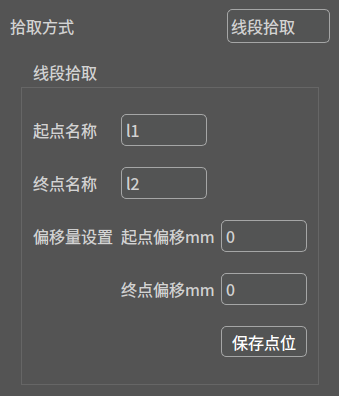 拾取方式 线段拾取
线段拾取
起点名称 l1
终点名称 l2
偏移量设置 起点偏移mm 0
终点偏移mm 0
保存点位